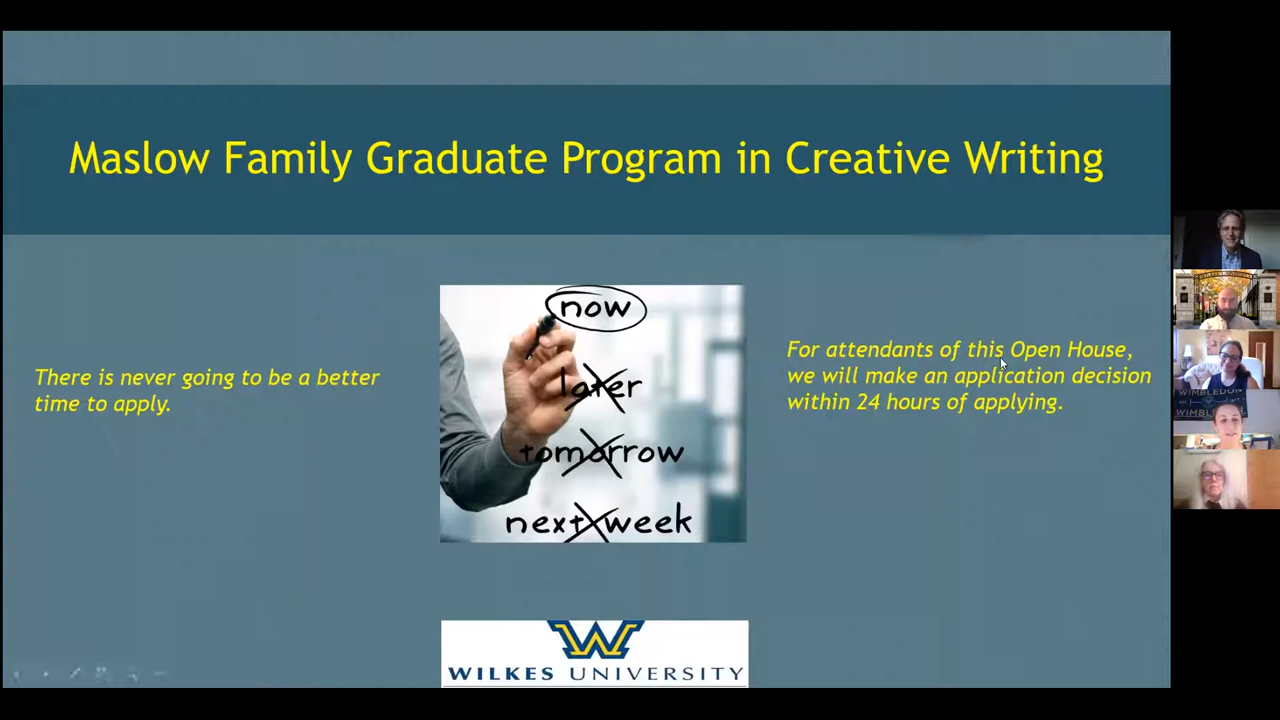 Maslow Family Graduate Program in Creative Writing
There is never going to be a better
time to apply.
now
later
tomorrow
next week
For attendants of this Open House,
we will make an application decision
within 24 hours of applying.
W
WILKES UNIVERSITY
WIMBLEDON
WIMBLEDON